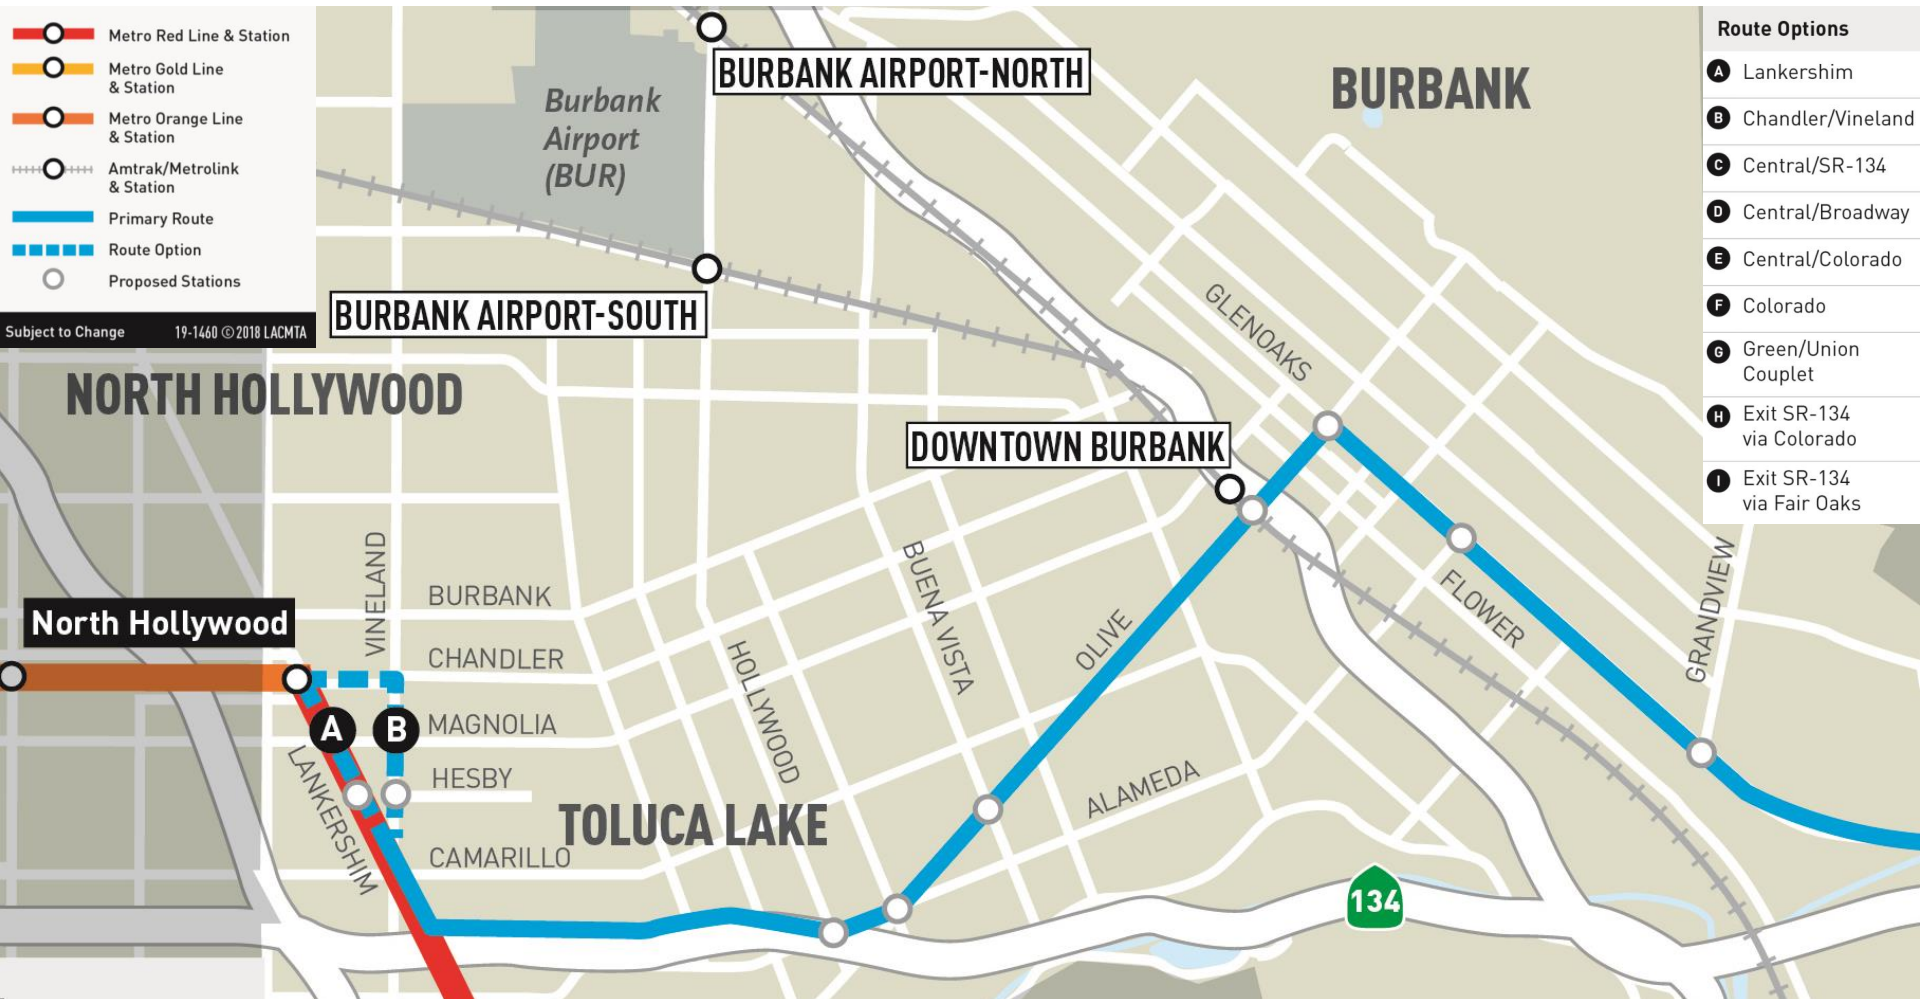 Metro Red Line & Station
Metro Gold Line
& Station
Metro Orange Line
& Station
Amtrak/Metrolink
& Station
Primary Route
Route Option
Proposed Stations
Subject to Change 19-1460 ©2018 LACMTA
Route Options
A Lankershim
B Chandler/Vineland
C Central/SR-134
D Central/Broadway
E Central/Colorado
F Colorado
G Green/Union
Couplet
H Exit SR-134
via Colorado
I Exit SR-134
via Fair Oaks
BURBANK AIRPORT-NORTH
BURBANK
Burbank
Airport
(BUR)
BURBANK AIRPORT-SOUTH
GLENOAKS
NORTH HOLLYWOOD
DOWNTOWN BURBANK
VINELAND
BURBANK
BUENA VISTA
OLIVE
FLOWER
GRANDVIEW
North Hollywood
CHANDLER
HOLLYWOOD
A
B
MAGNOLIA
LANKERSHIM
HESBY
ALAMEDA
TOLUCA LAKE
CAMARILLO
134